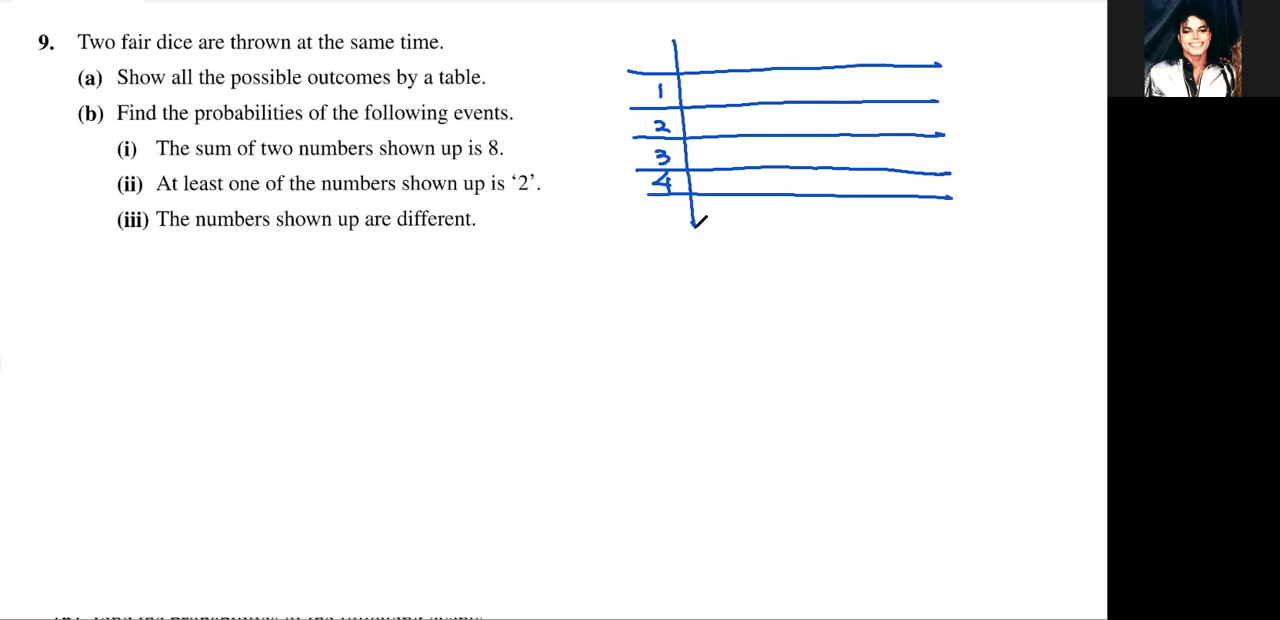 9. Two fair dice are thrown at the same time.
(a) Show all the possible outcomes by a table.
(b) Find the probabilities of the following events.
(i) The sum of two numbers shown up is 8.
(ii) At least one of the numbers shown up is ‘2’.
(iii) The numbers shown up are different.
1
2
3
4